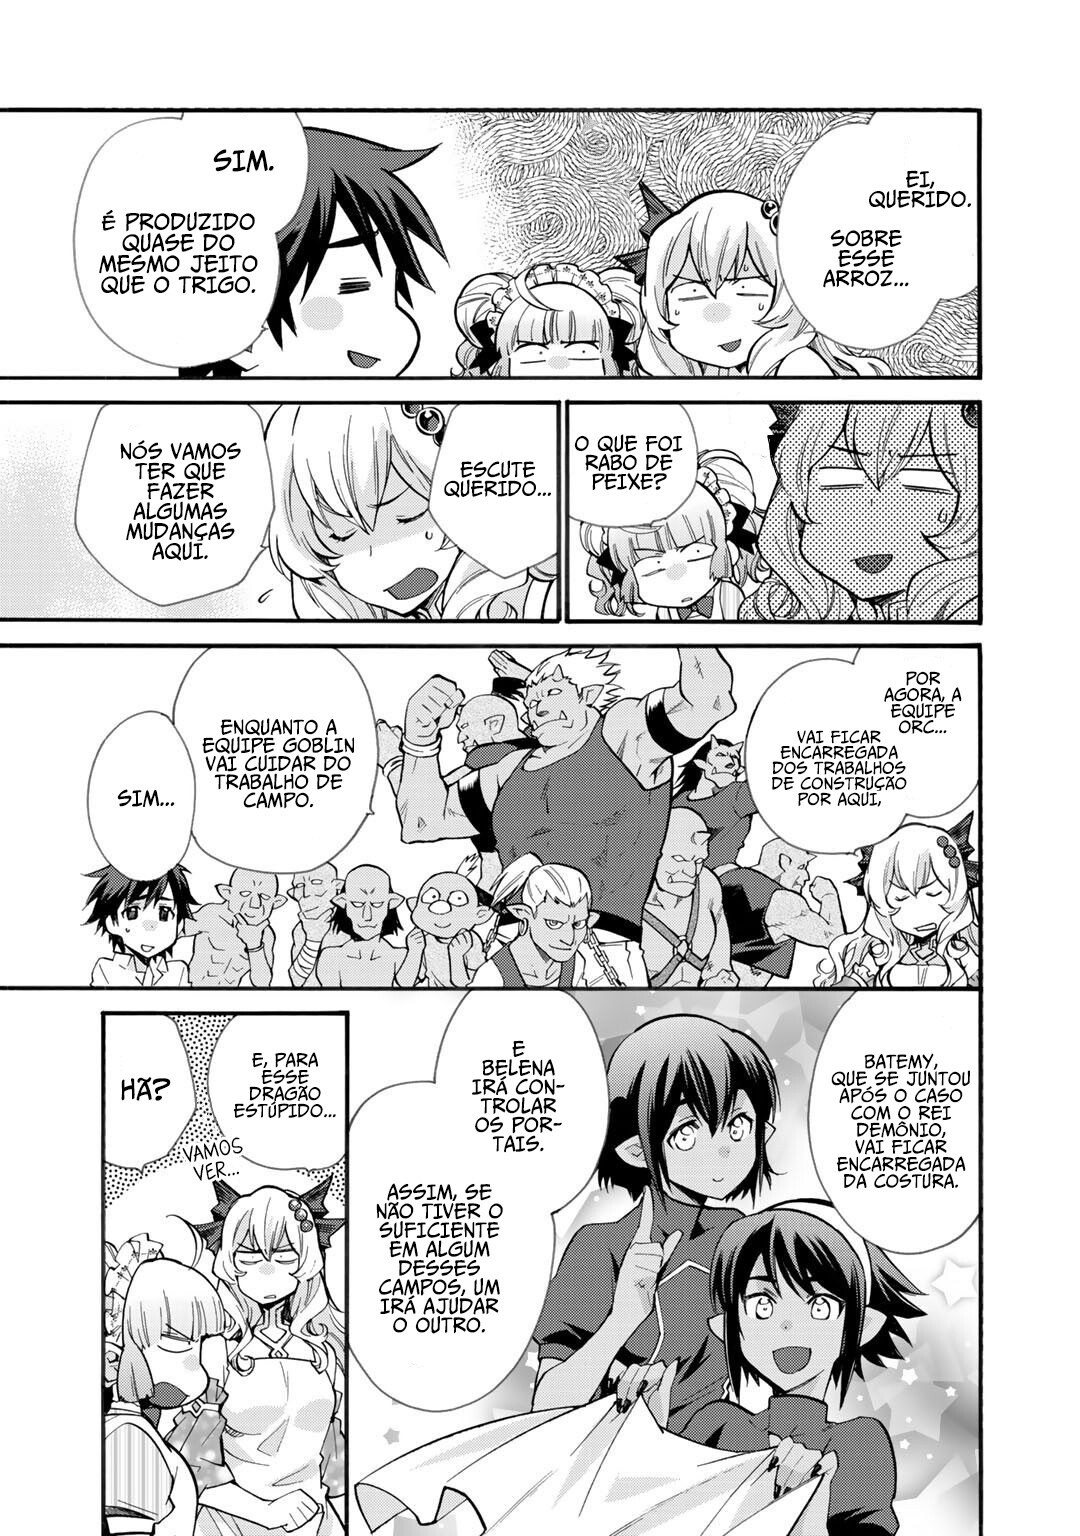 EI,
QUERIDO.
SOBRE
ESSE
ARROZ...
SIM.
É PRODUZIDO
QUASE DO
MESMO JEITO
QUE O TRIGO.
O QUE FOI
RABO DE
PEIXE?
ESCUTE
QUERIDO...
NÓS VAMOS
TER QUE
FAZER
ALGUMAS
MUDANÇAS
AQUI.
POR
AGORA, A
EQUIPE
ORC...
VAI FICAR
ENCARREGADA
DOS TRABALHOS
DE CONSTRUÇÃO
POR AQUI,
ENQUANTO A
EQUIPE GOBLIN
VAI CUIDAR DO
TRABALHO DE
CAMPO.
SIM...
BATEMY,
QUE SE JUNTOU
APÓS O CASO
COM O REI
DEMÔNIO,
VAI FICAR
ENCARREGADA
DA COSTURA.
E
BELENA
IRÁ CON-
TROLAR
OS POR-
TAIS.
ASSIM, SE
NÃO TIVER O
SUFICIENTE
EM ALGUM
DESSES
CAMPOS, UM
IRÁ AJUDAR
O OUTRO.
E, PARA
ESSE
DRAGÃO
ESTÚPIDO...
VAMOS
VER...
HÃ?